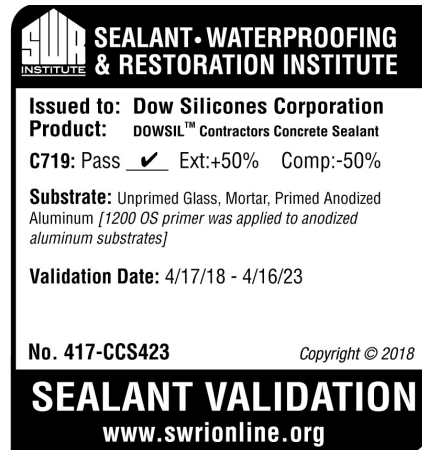 SWR
INSTITUTE
SEALANT • WATERPROOFING
& RESTORATION INSTITUTE
Issued to: Dow Silicones Corporation
Product: DOWSIL™ Contractors Concrete Sealant
C719: Pass ✔ Ext:+50% Comp:-50%
Substrate: Unprimed Glass, Mortar, Primed Anodized
Aluminum [1200 OS primer was applied to anodized
aluminum substrates]
Validation Date: 4/17/18 - 4/16/23
No. 417-CCS423 Copyright © 2018
SEALANT VALIDATION
www.swrionline.org